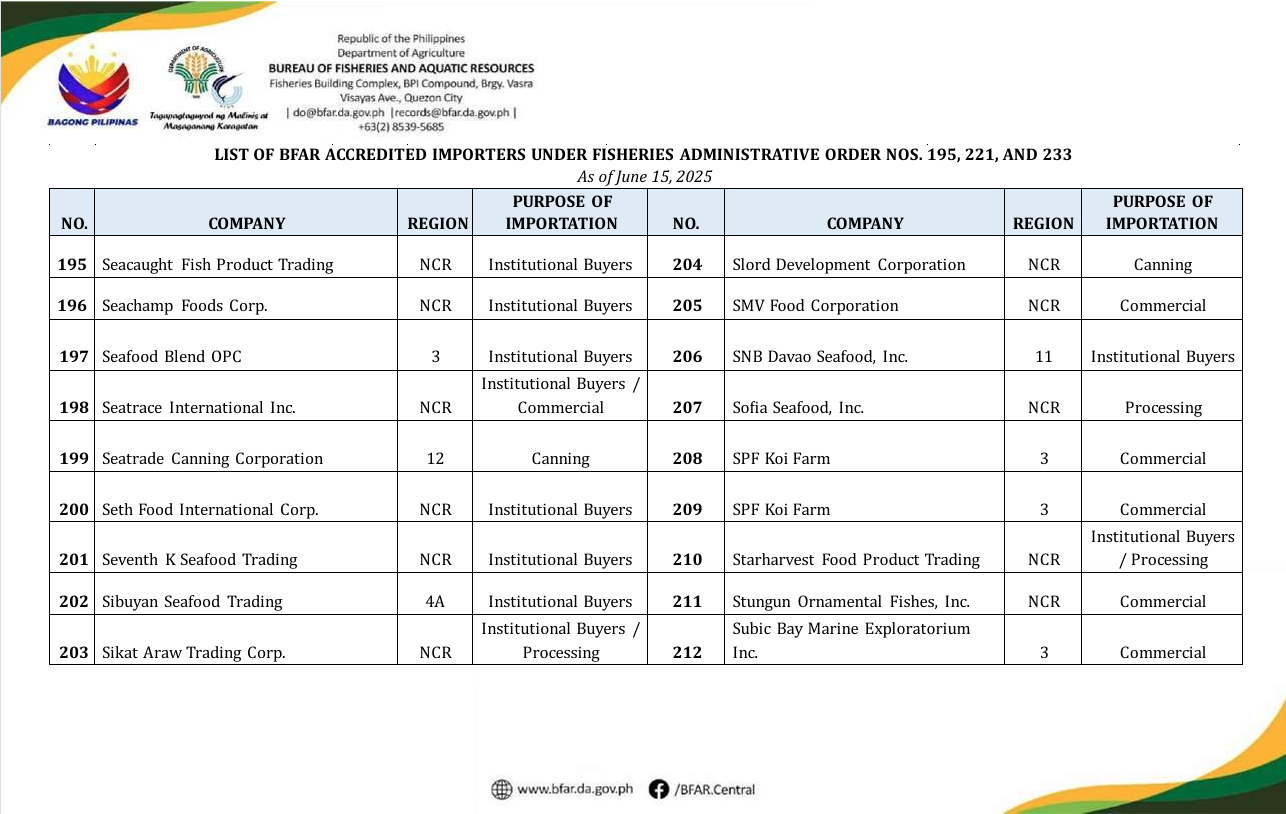 Republic of the Philippines
Department of Agriculture
BUREAU OF FISHERIES AND AQUATIC RESOURCES
Fisheries Building Complex, BPI Compound, Brgy. Vasra
Visayas Ave., Quezon City
| do@bfar.da.gov.ph |records@bfar.da.gov.ph |
+63(2) 8539-5685
BAGONG PILIPINAS
DEPARTMENT OF AGRICULTURE
Tagapagtaguyod ng Malinis at
Masaganang Karagatan
LIST OF BFAR ACCREDITED IMPORTERS UNDER FISHERIES ADMINISTRATIVE ORDER NOS. 195, 221, AND 233
As of June 15, 2025
NO. COMPANY REGION PURPOSE OF IMPORTATION NO. COMPANY REGION PURPOSE OF IMPORTATION
195 Seacaught Fish Product Trading NCR Institutional Buyers 204 Slord Development Corporation NCR Canning
196 Seachamp Foods Corp. NCR Institutional Buyers 205 SMV Food Corporation NCR Commercial
197 Seafood Blend OPC 3 Institutional Buyers 206 SNB Davao Seafood, Inc. 11 Institutional Buyers
198 Seatrace International Inc. NCR Institutional Buyers / Commercial 207 Sofia Seafood, Inc. NCR Processing
199 Seatrade Canning Corporation 12 Canning 208 SPF Koi Farm 3 Commercial
200 Seth Food International Corp. NCR Institutional Buyers 209 SPF Koi Farm 3 Commercial
201 Seventh K Seafood Trading NCR Institutional Buyers 210 Starharvest Food Product Trading NCR Institutional Buyers / Processing
202 Sibuyan Seafood Trading 4A Institutional Buyers 211 Stungun Ornamental Fishes, Inc. NCR Commercial
203 Sikat Araw Trading Corp. NCR Institutional Buyers / Processing 212 Subic Bay Marine Exploratorium Inc. 3 Commercial
www.bfar.da.gov.ph /BFAR.Central